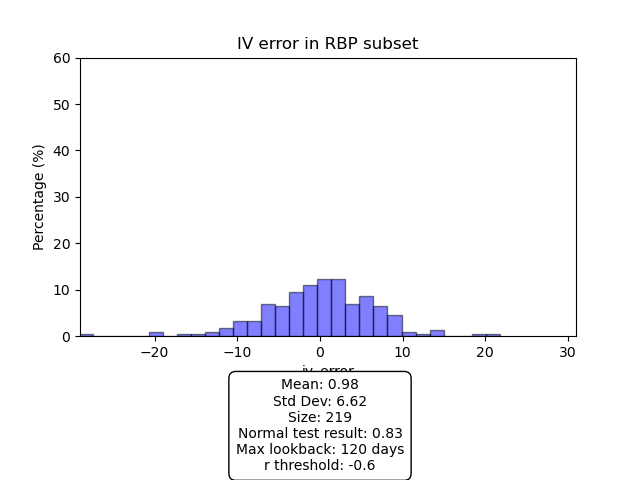 IV error in RBP subset
60
50
40
30
20
10
0
Percentage (%)
−20
−10
0
10
20
30
iv_error
Mean: 0.98
Std Dev: 6.62
Size: 219
Normal test result: 0.83
Max lookback: 120 days
r threshold: -0.6